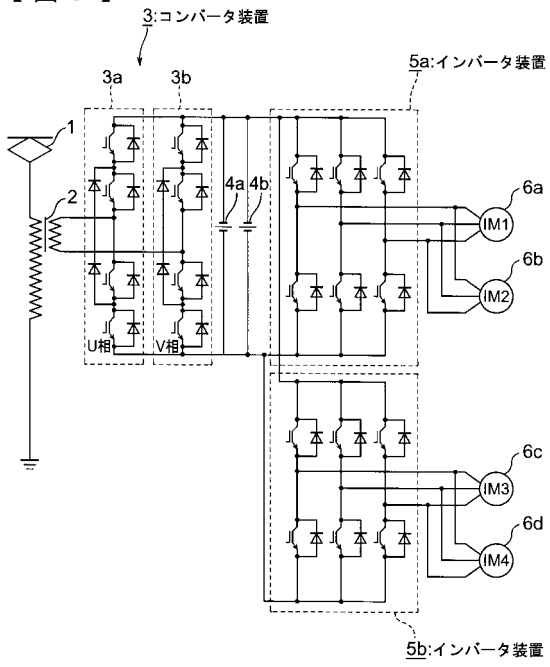 3:コンバータ装置
3a
3b
5a:インバータ装置
1
2
4a
4b
6a
IM1
6b
IM2
U相
V相
6c
IM3
6d
IM4
5b:インバータ装置